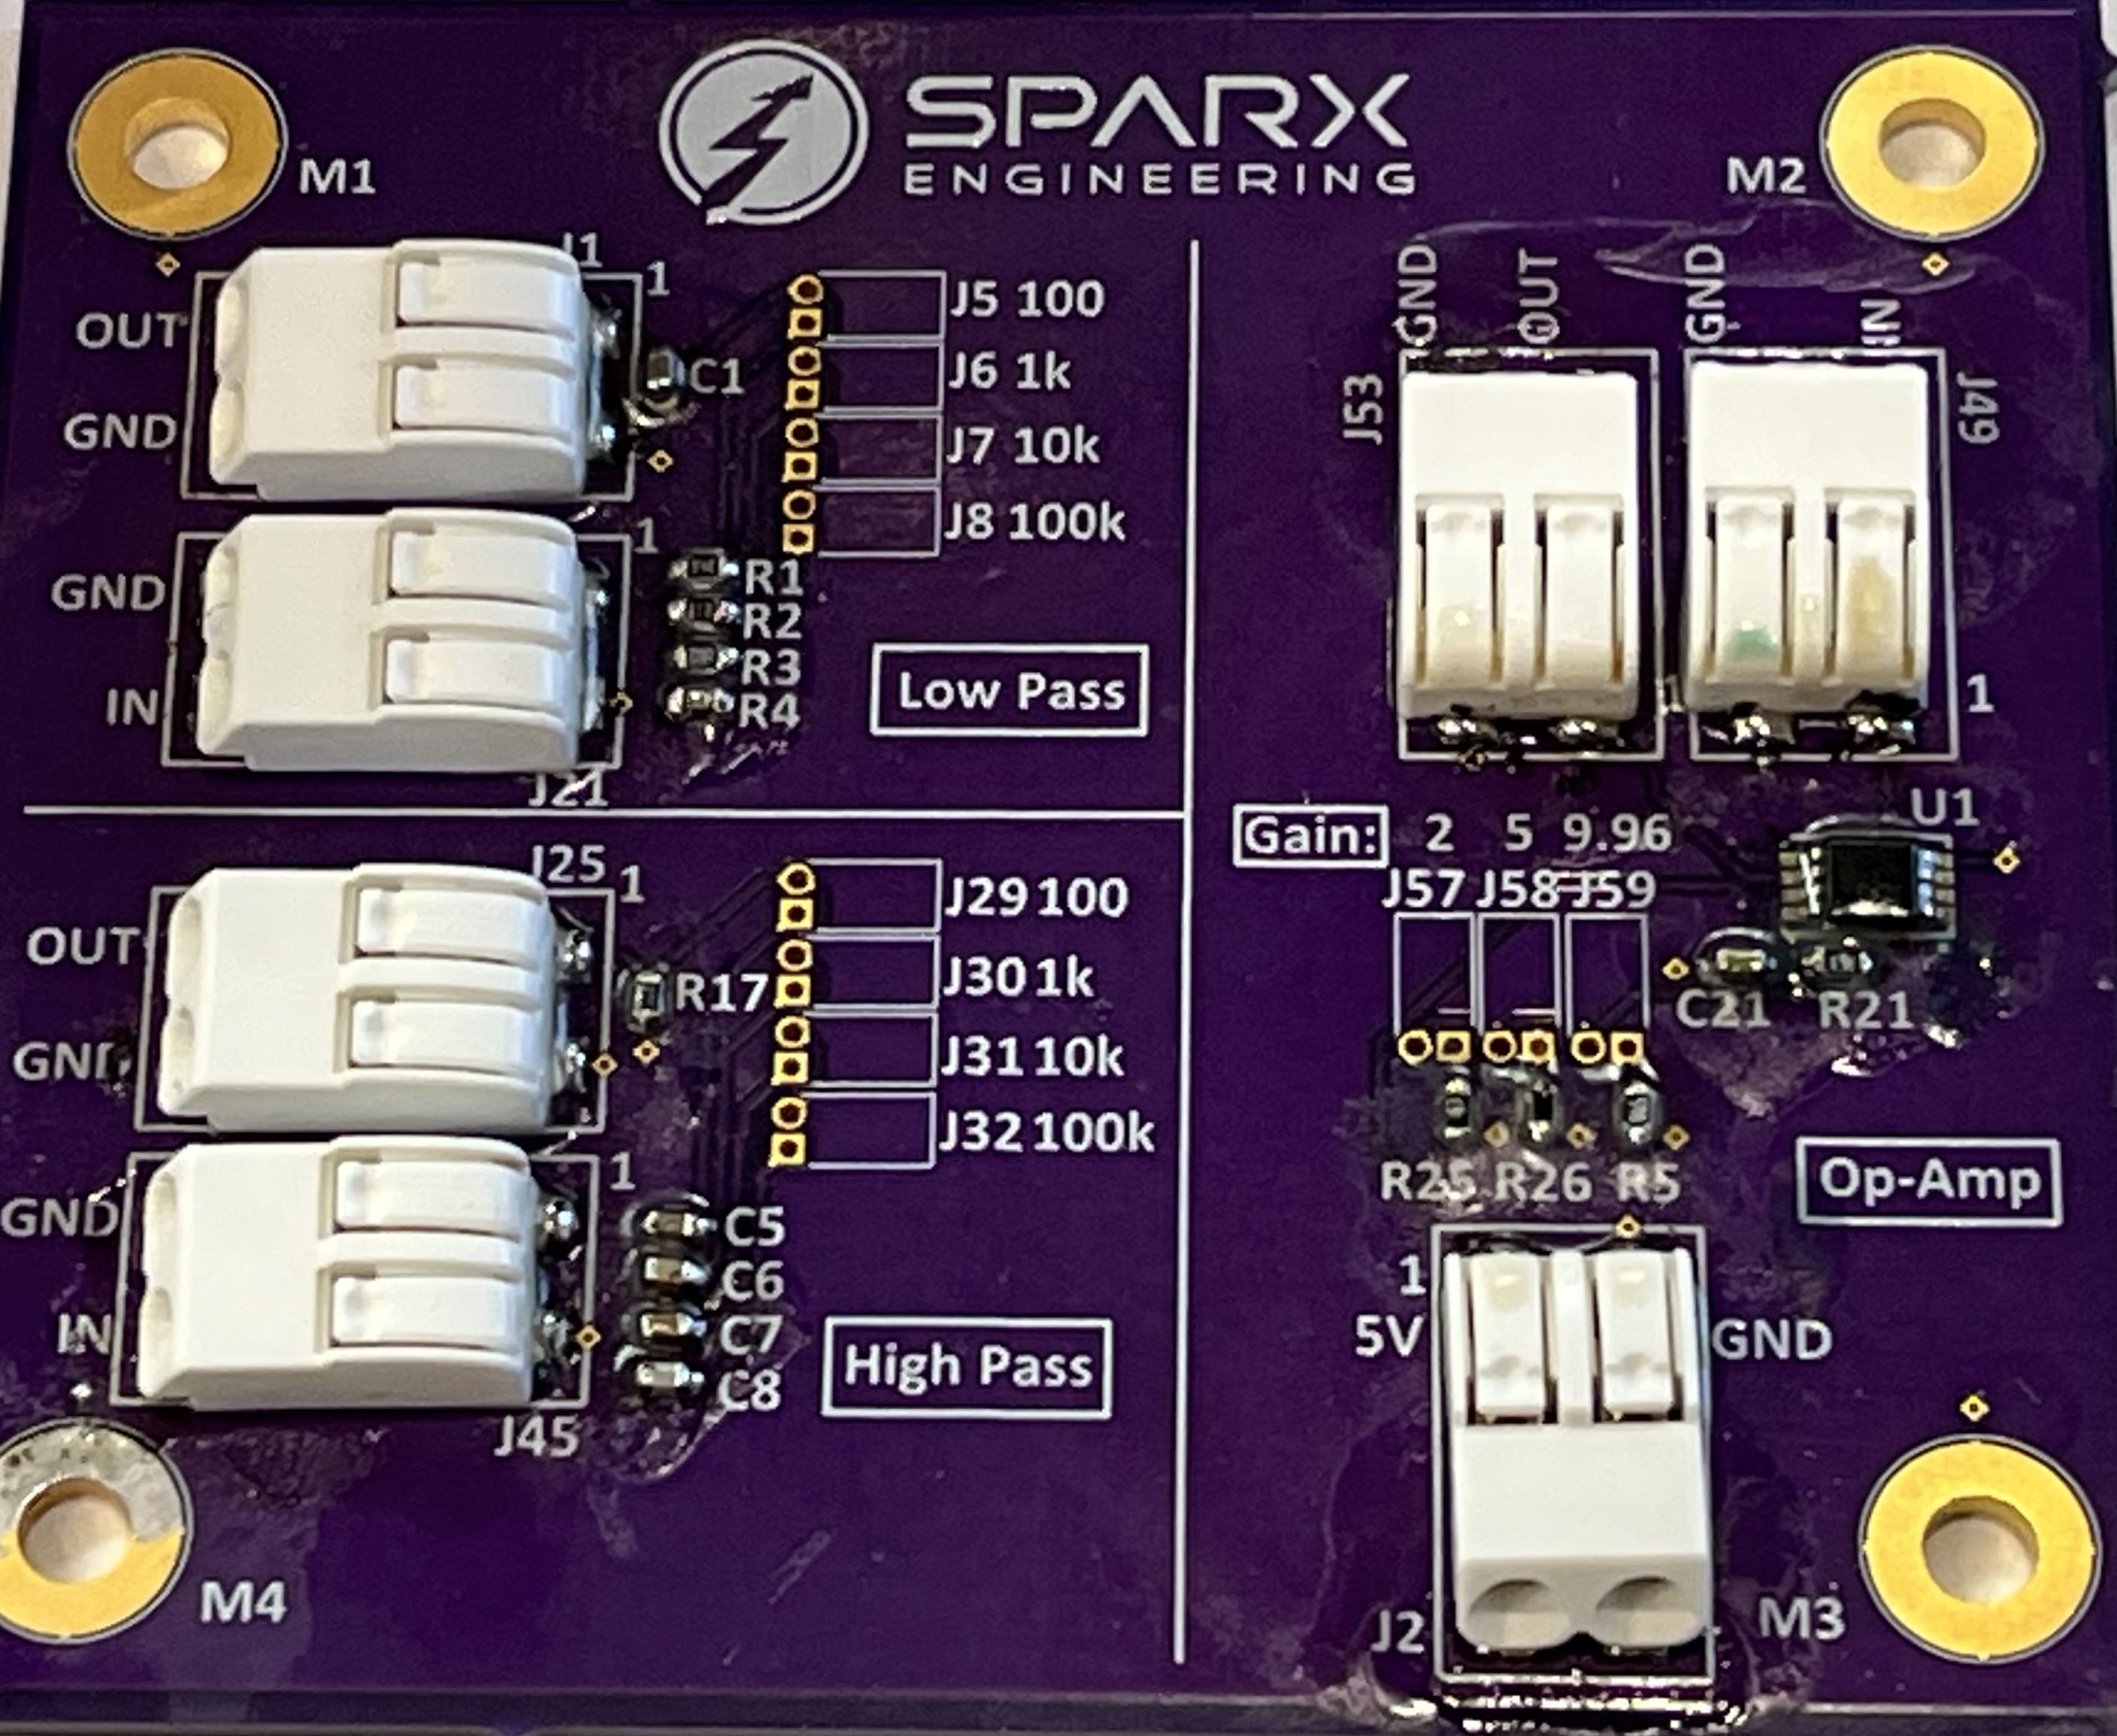 SPARX
ENGINEERING
M1
M2
J1
1
OUT
GND
C1
J5 100
J6 1k
J7 10k
J8 100k
1
GND
IN
R1
R2
R3
R4
J21
Low Pass
GND
OUT
GND
IN
J53
J49
1
1
Gain: 2 5 9.96
J57 J58 J59
U1
C21
R21
R25 R26 R5
Op-Amp
J25
1
OUT
GND
R17
J29 100
J30 1k
J31 10k
J32 100k
1
GND
IN
C5
C6
C7
C8
J45
High Pass
1
5V
GND
J2
M3
M4